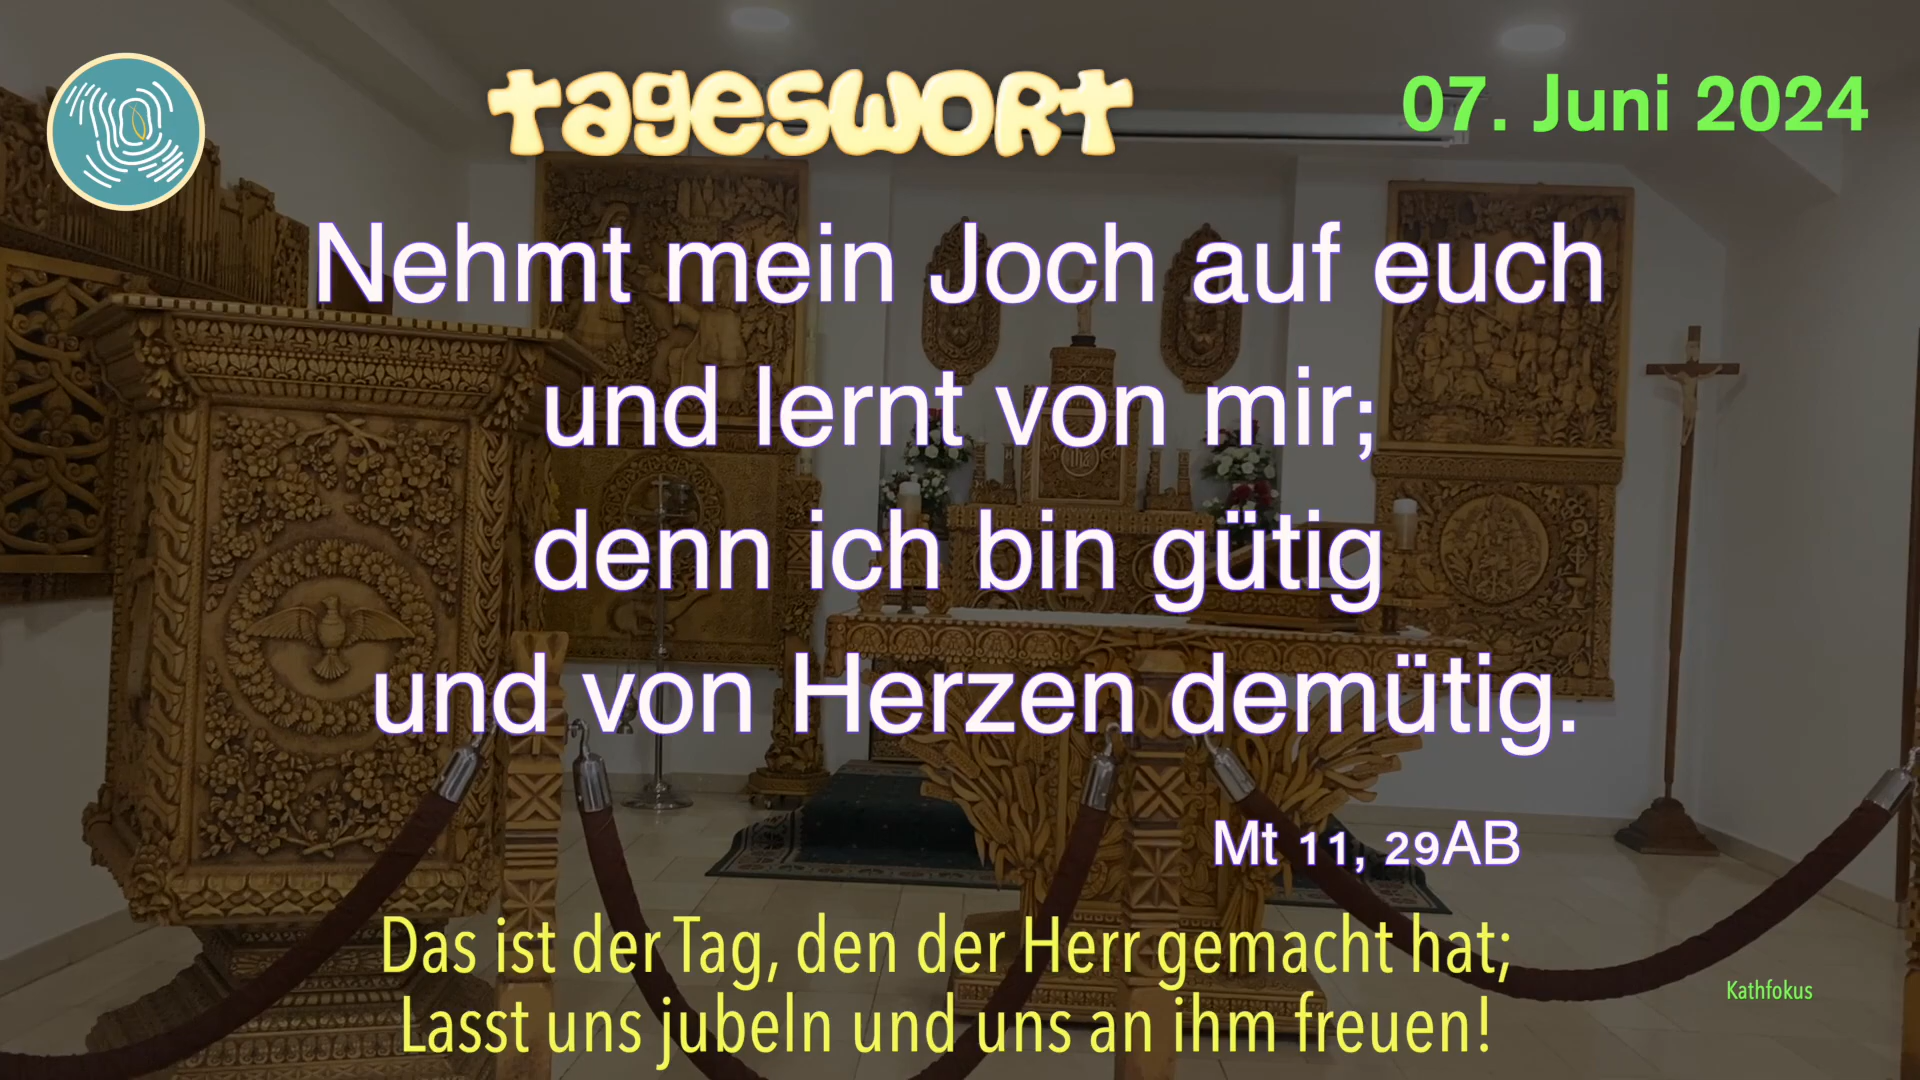 tageswort
07. Juni 2024
Nehmt mein Joch auf euch
und lernt von mir;
denn ich bin gütig
und von Herzen demütig.
Mt 11, 29AB
Das ist der Tag, den der Herr gemacht hat;
Lasst uns jubeln und uns an ihm freuen!
Kathfokus